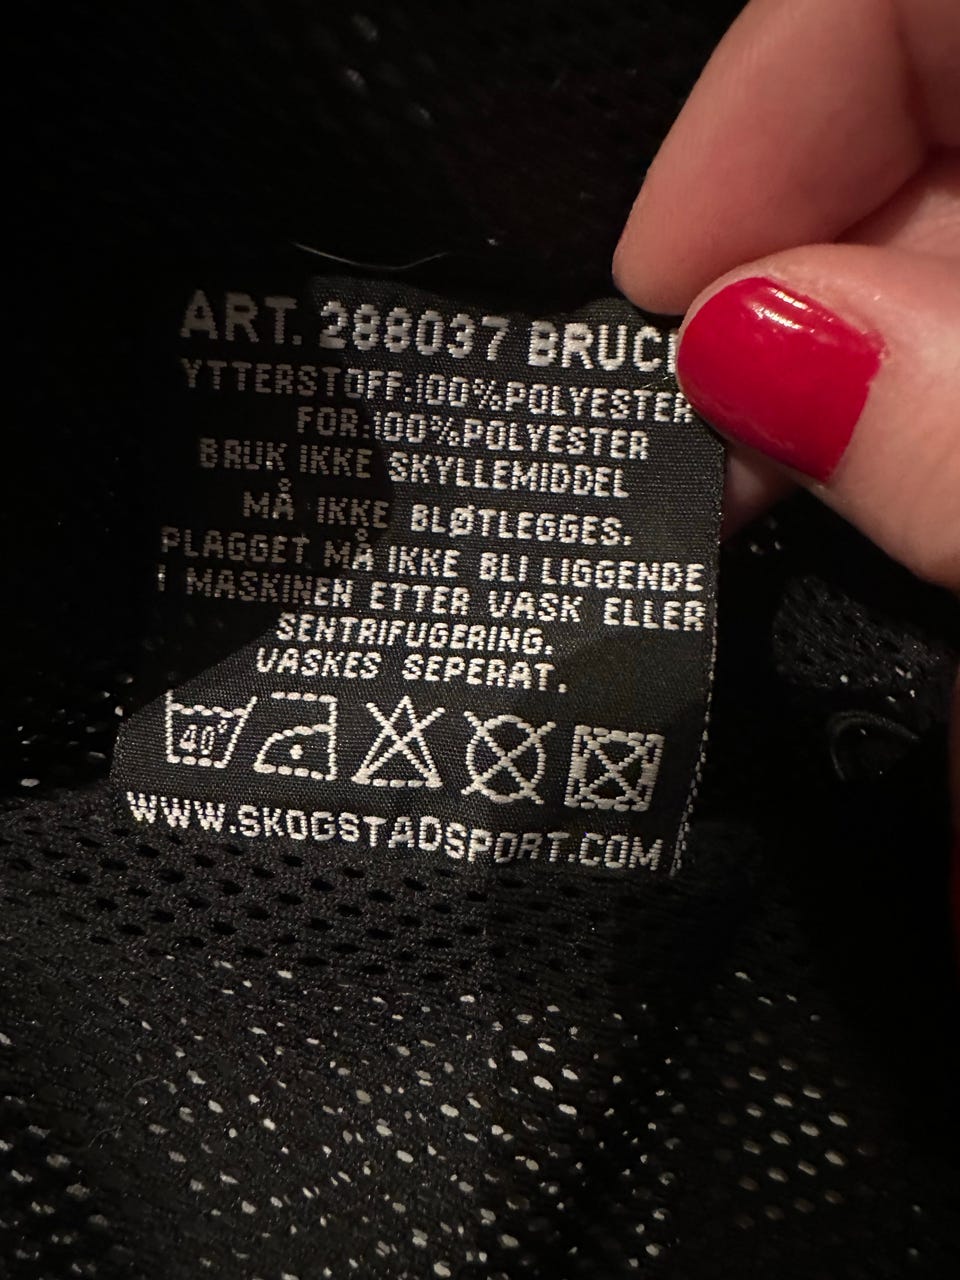 ART. 288037
YTTERSTOFF:100%POLYESTER
FOR:100%POLYESTER
BRUK IKKE SKYLLEMIDDEL
MÅ IKKE BLØTLEGGES.
PLAGGET MÅ IKKE BLI LIGGENDE
I MASKINEN ETTER VASK ELLER
SENTRIFUGERING.
VASKES SEPERAT.
40°
WWW.SKOGSTADSPORT.COM